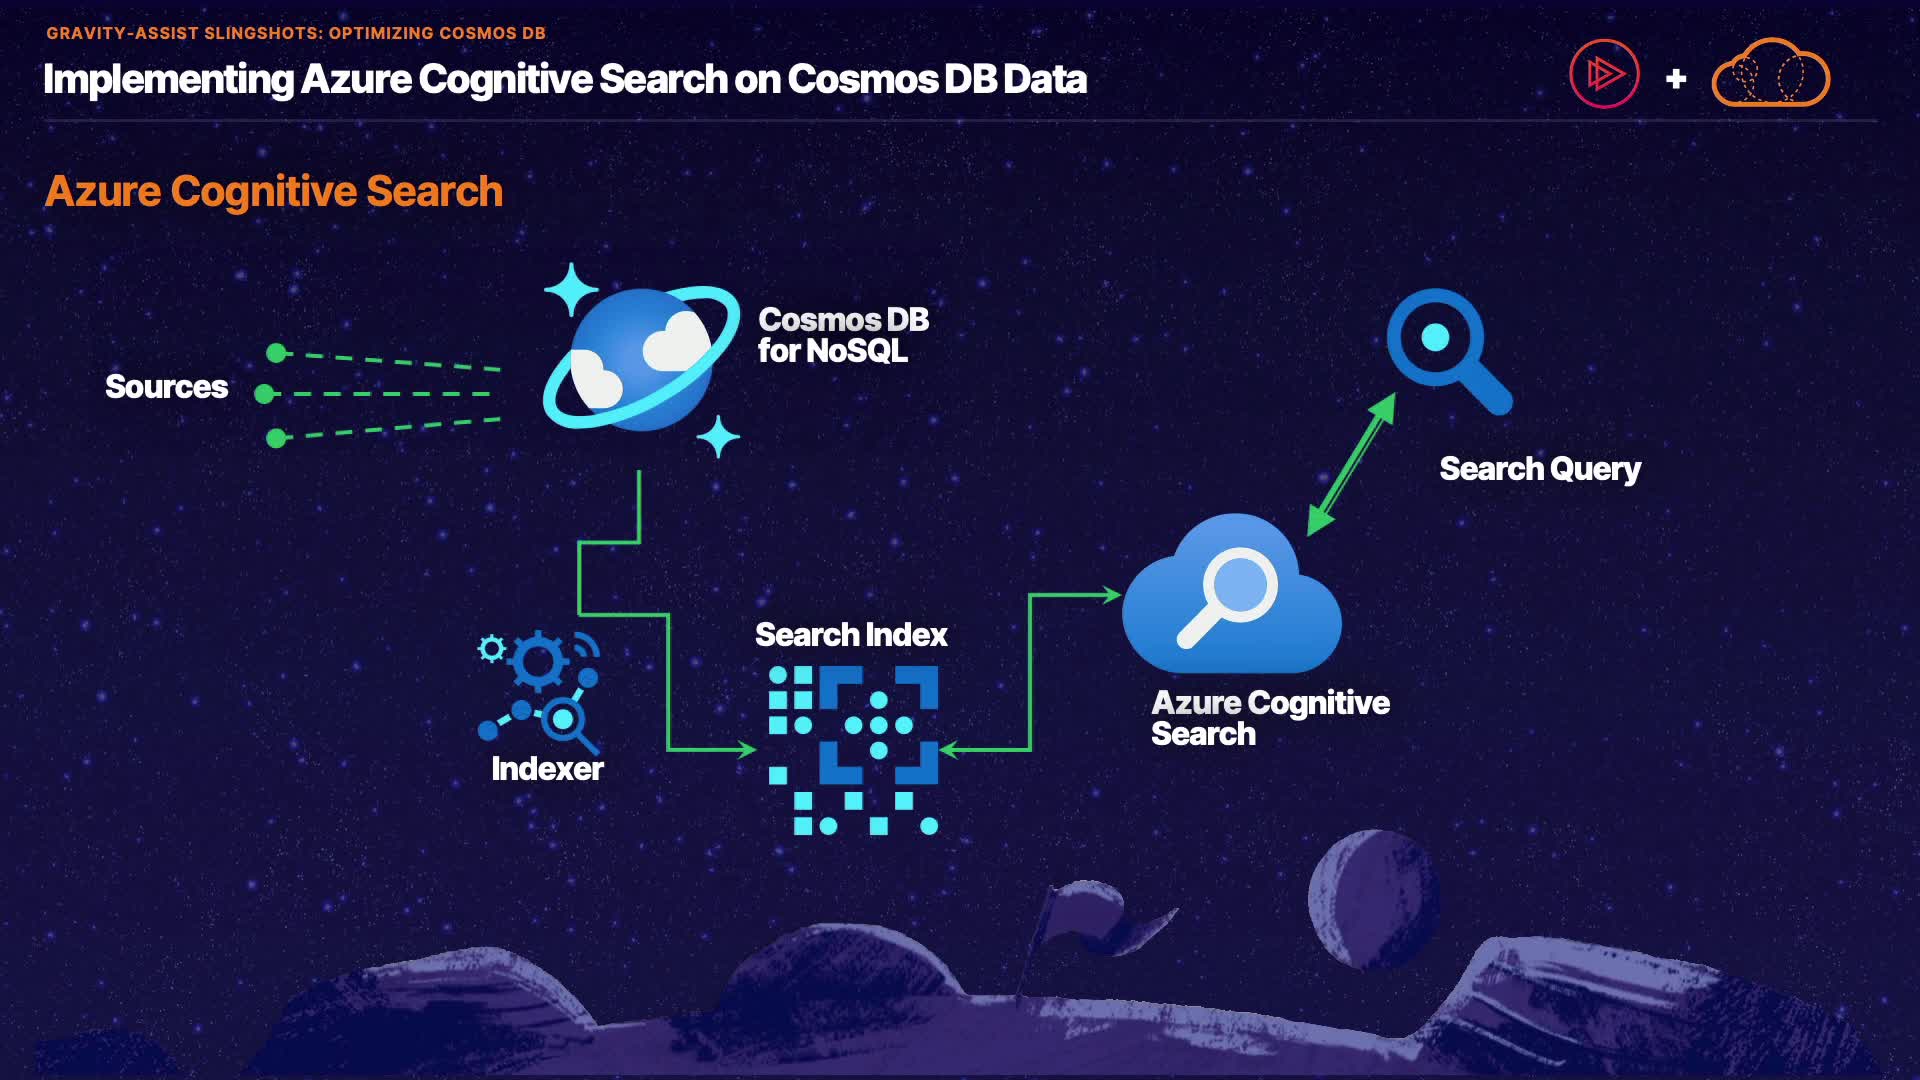 GRAVITY-ASSIST SLINGSHOTS: OPTIMIZING COSMOS DB
Implementing Azure Cognitive Search on Cosmos DB Data
Azure Cognitive Search
Cosmos DB
for NoSQL
Sources
Search Query
Search Index
Azure Cognitive
Search
Indexer